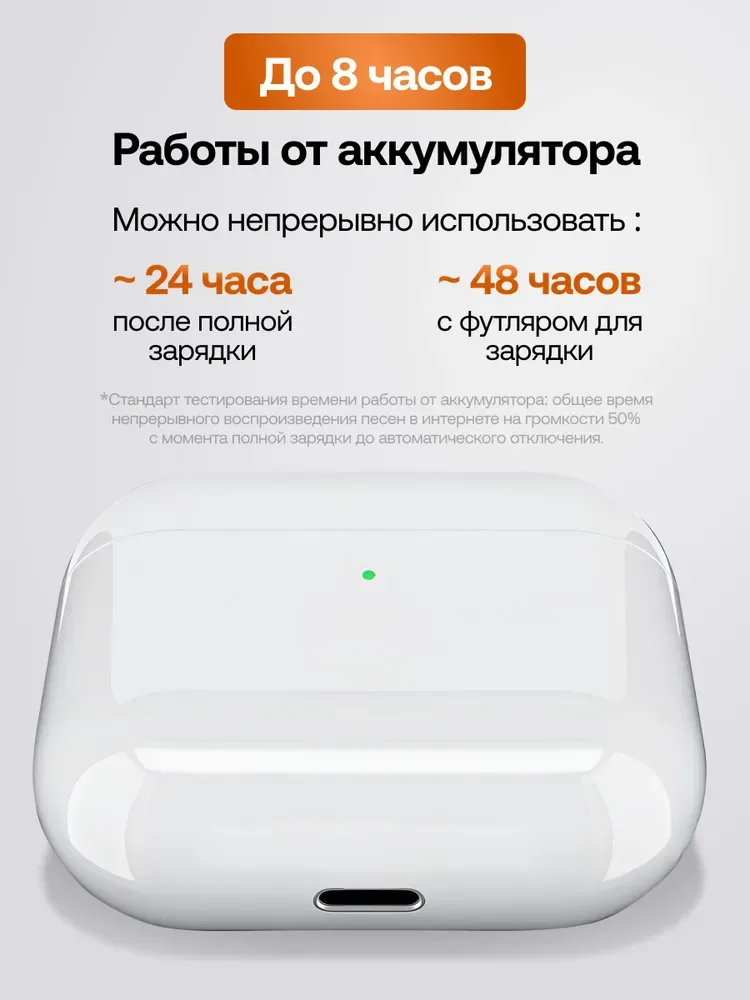 До 8 часов
Работы от аккумулятора
Можно непрерывно использовать :
~ 24 часа
после полной
зарядки
~ 48 часов
с футляром для
зарядки
*Стандарт тестирования времени работы от аккумулятора: общее время
непрерывного воспроизведения песен в интернете на громкости 50%
с момента полной зарядки до автоматического отключения.